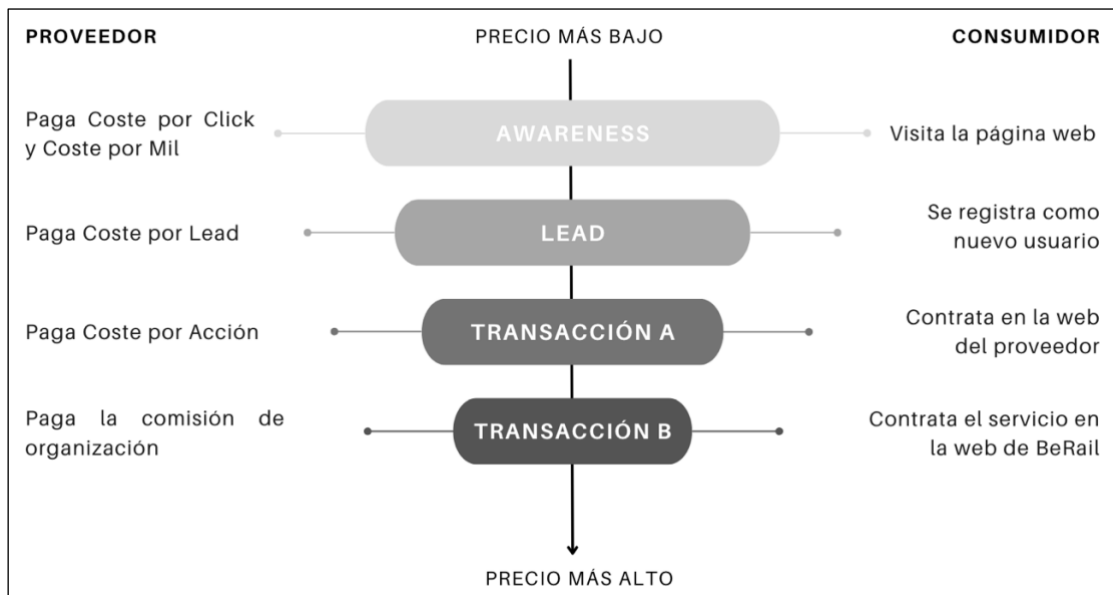 PROVEEDOR
PRECIO MÁS BAJO
CONSUMIDOR
Paga Coste por Click
y Coste por Mil
AWARENESS
Visita la página web
Paga Coste por Lead
LEAD
Se registra como
nuevo usuario
Paga Coste por Acción
TRANSACCIÓN A
Contrata en la web
del proveedor
Paga la comisión de
organización
TRANSACCIÓN B
Contrata el servicio en
la web de BeRail
PRECIO MÁS ALTO